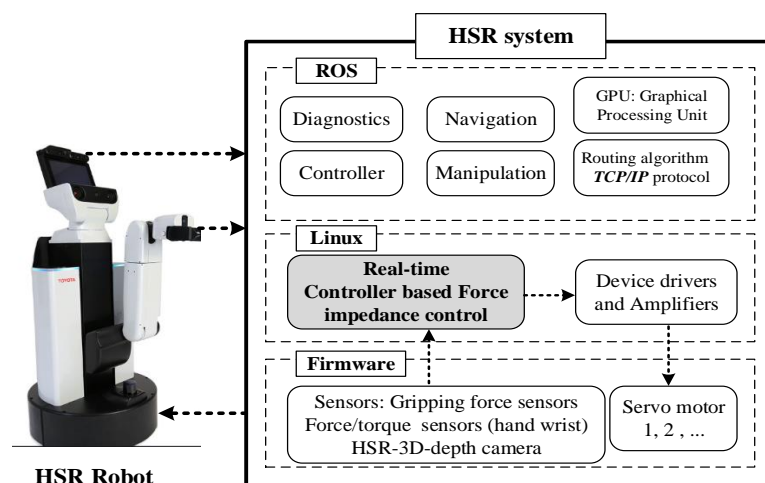 HSR system
ROS
Diagnostics
Navigation
GPU: Graphical
Processing Unit
Controller
Manipulation
Routing algorithm
TCP/IP protocol
Linux
Real-time
Controller based Force
impedance control
Device drivers
and Amplifiers
Firmware
Sensors: Gripping force sensors
Force/torque sensors (hand wrist)
HSR-3D-depth camera
Servo motor
1, 2 , ...
TOYOTA
HSR Robot